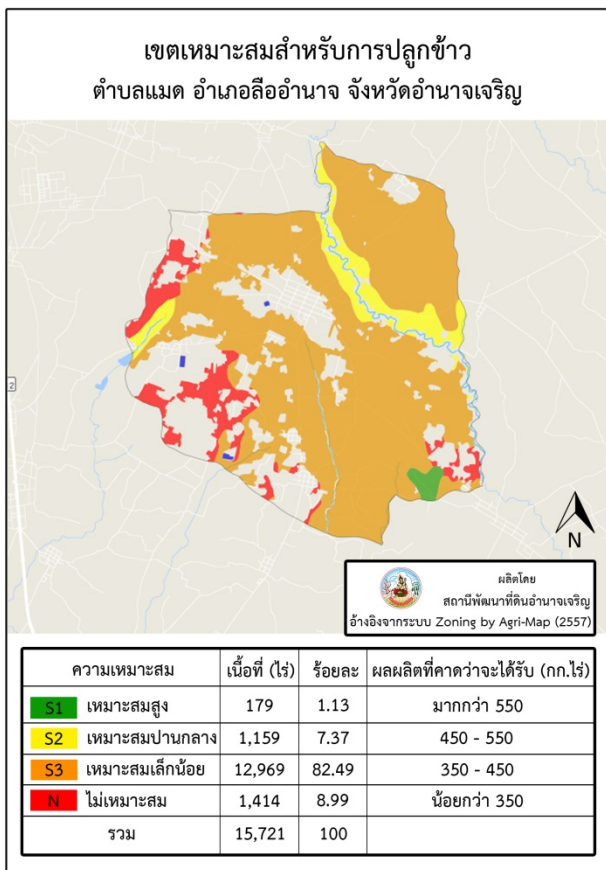 เขตเหมาะสมสำหรับการปลูกข้าว
ตำบลแมด อำเภอลืออำนาจ จังหวัดอำนาจเจริญ
2
N
ผลิตโดย
สถานีพัฒนาที่ดินอำนาจเจริญ
อ้างอิงจากระบบ Zoning by Agri-Map (2557)
ความเหมาะสม เนื้อที่ (ไร่) ร้อยละ ผลผลิตที่คาดว่าจะได้รับ (กก.ไร่)
S1 เหมาะสมสูง 179 1.13 มากกว่า 550
S2 เหมาะสมปานกลาง 1,159 7.37 450 - 550
S3 เหมาะสมเล็กน้อย 12,969 82.49 350 - 450
N ไม่เหมาะสม 1,414 8.99 น้อยกว่า 350
รวม 15,721 100